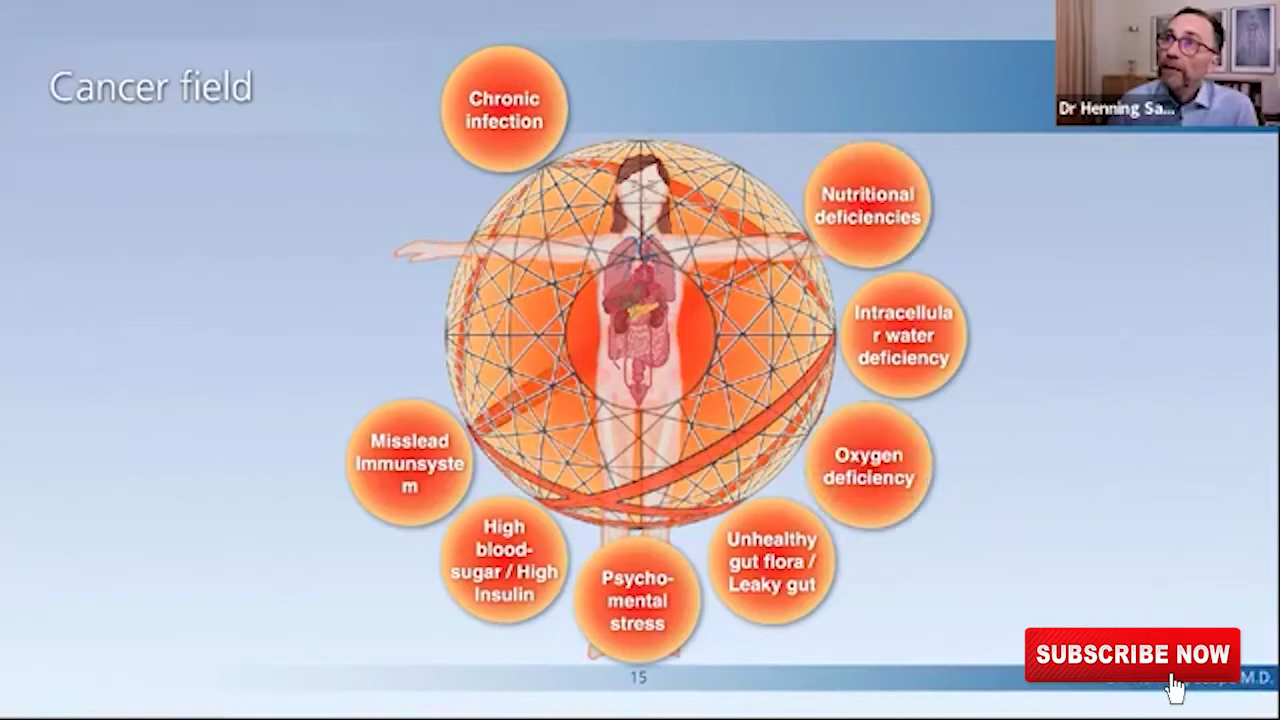 Cancer field
Dr Henning Sa...
Chronic
infection
Nutritional
deficiencies
Intracellula
r water
deficiency
Oxygen
deficiency
Unhealthy
gut flora /
Leaky gut
Psycho-
mental
stress
High
blood-
sugar / High
Insulin
Misslead
Immunsyste
m
SUBSCRIBE NOW
15
M.D.